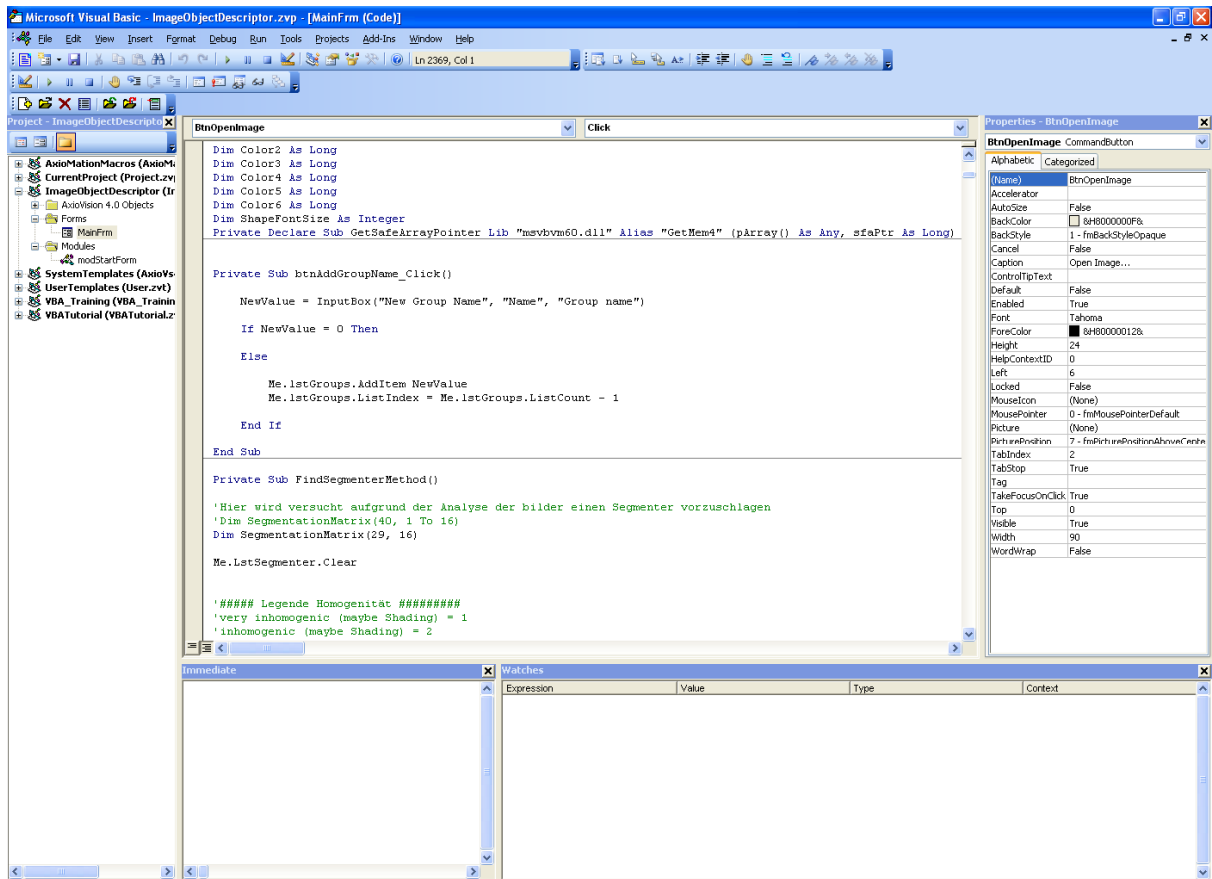 Microsoft Visual Basic - ImageObjectDescriptor.zvp - [MainFrm (Code)]
File Edit View Insert Format Debug Run Tools Projects Add-Ins Window Help
Ln 2369, Col 1
Project - ImageObjectDescripto
AxioMationMacros (AxioMa
CurrentProject (Project.zv
ImageObjectDescriptor (Ir
AxioVision 4.0 Objects
Forms
MainFrm
Modules
modStartForm
SystemTemplates (AxioVs
UserTemplates (User.zvt)
VBA_Training (VBA_Trainin
VBATutorial (VBATutorial.z
BtnOpenImage
Click
Dim Color2 As Long
Dim Color3 As Long
Dim Color4 As Long
Dim Color5 As Long
Dim Color6 As Long
Dim ShapeFontSize As Integer
Private Declare Sub GetSafeArrayPointer Lib "msvbvm60.dll" Alias "GetMem4" (pArray() As Any, sfaPtr As Long)
Private Sub btnAddGroupName_Click()
NewValue = InputBox("New Group Name", "Name", "Group name")
If NewValue = 0 Then
Else
Me.lstGroups.AddItem NewValue
Me.lstGroups.ListIndex = Me.lstGroups.ListCount - 1
End If
End Sub
Private Sub FindSegmenterMethod()
'Hier wird versucht aufgrund der Analyse der bilder einen Segmenter vorzuschlagen
'Dim SegmentationMatrix(40, 1 To 16)
Dim SegmentationMatrix(29, 16)
Me.LstSegmenter.Clear
'##### Legende Homogenität #########
'very inhomogenic (maybe Shading) = 1
'inhomogenic (maybe Shading) = 2
Properties - BtnOpenImage
BtnOpenImage CommandButton
Alphabetic Categorized
(Name) BtnOpenImage
Accelerator
AutoSize False
BackColor &H8000000F&
BackStyle 1 - fmBackStyleOpaque
Cancel False
Caption Open Image...
ControlTipText
Default False
Enabled True
Font Tahoma
ForeColor &H80000012&
Height 24
HelpContextID 0
Left 6
Locked False
MouseIcon (None)
MousePointer 0 - fmMousePointerDefault
Picture (None)
PicturePosition 7 - fmPicturePositionAboveCente
TabIndex 2
TabStop True
Tag
TakeFocusOnClick True
Top 0
Visible True
Width 90
WordWrap False
Immediate
Watches
Expression Value Type Context